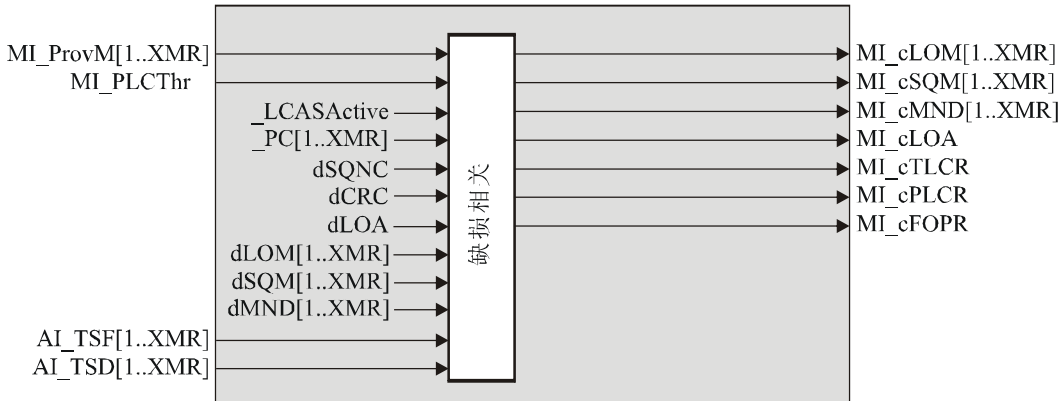 MI_ProvM[1..XMR]
MI_PLCThr
_LCASActive
_PC[1..XMR]
dSQNC
dCRC
dLOA
dLOM[1..XMR]
dSQM[1..XMR]
dMND[1..XMR]
AI_TSF[1..XMR]
AI_TSD[1..XMR]
缺损相关
MI_cLOM[1..XMR]
MI_cSQM[1..XMR]
MI_cMND[1..XMR]
MI_cLOA
MI_cTLCR
MI_cPLCR
MI_cFOPR